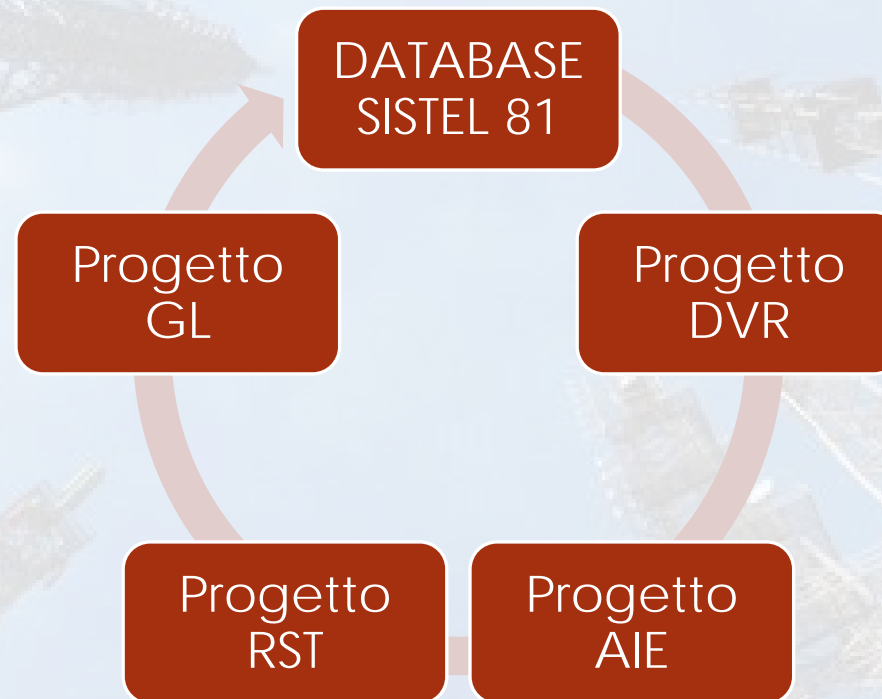 DATABASE
SISTEL 81
Progetto
GL
Progetto
DVR
Progetto
RST
Progetto
AIE